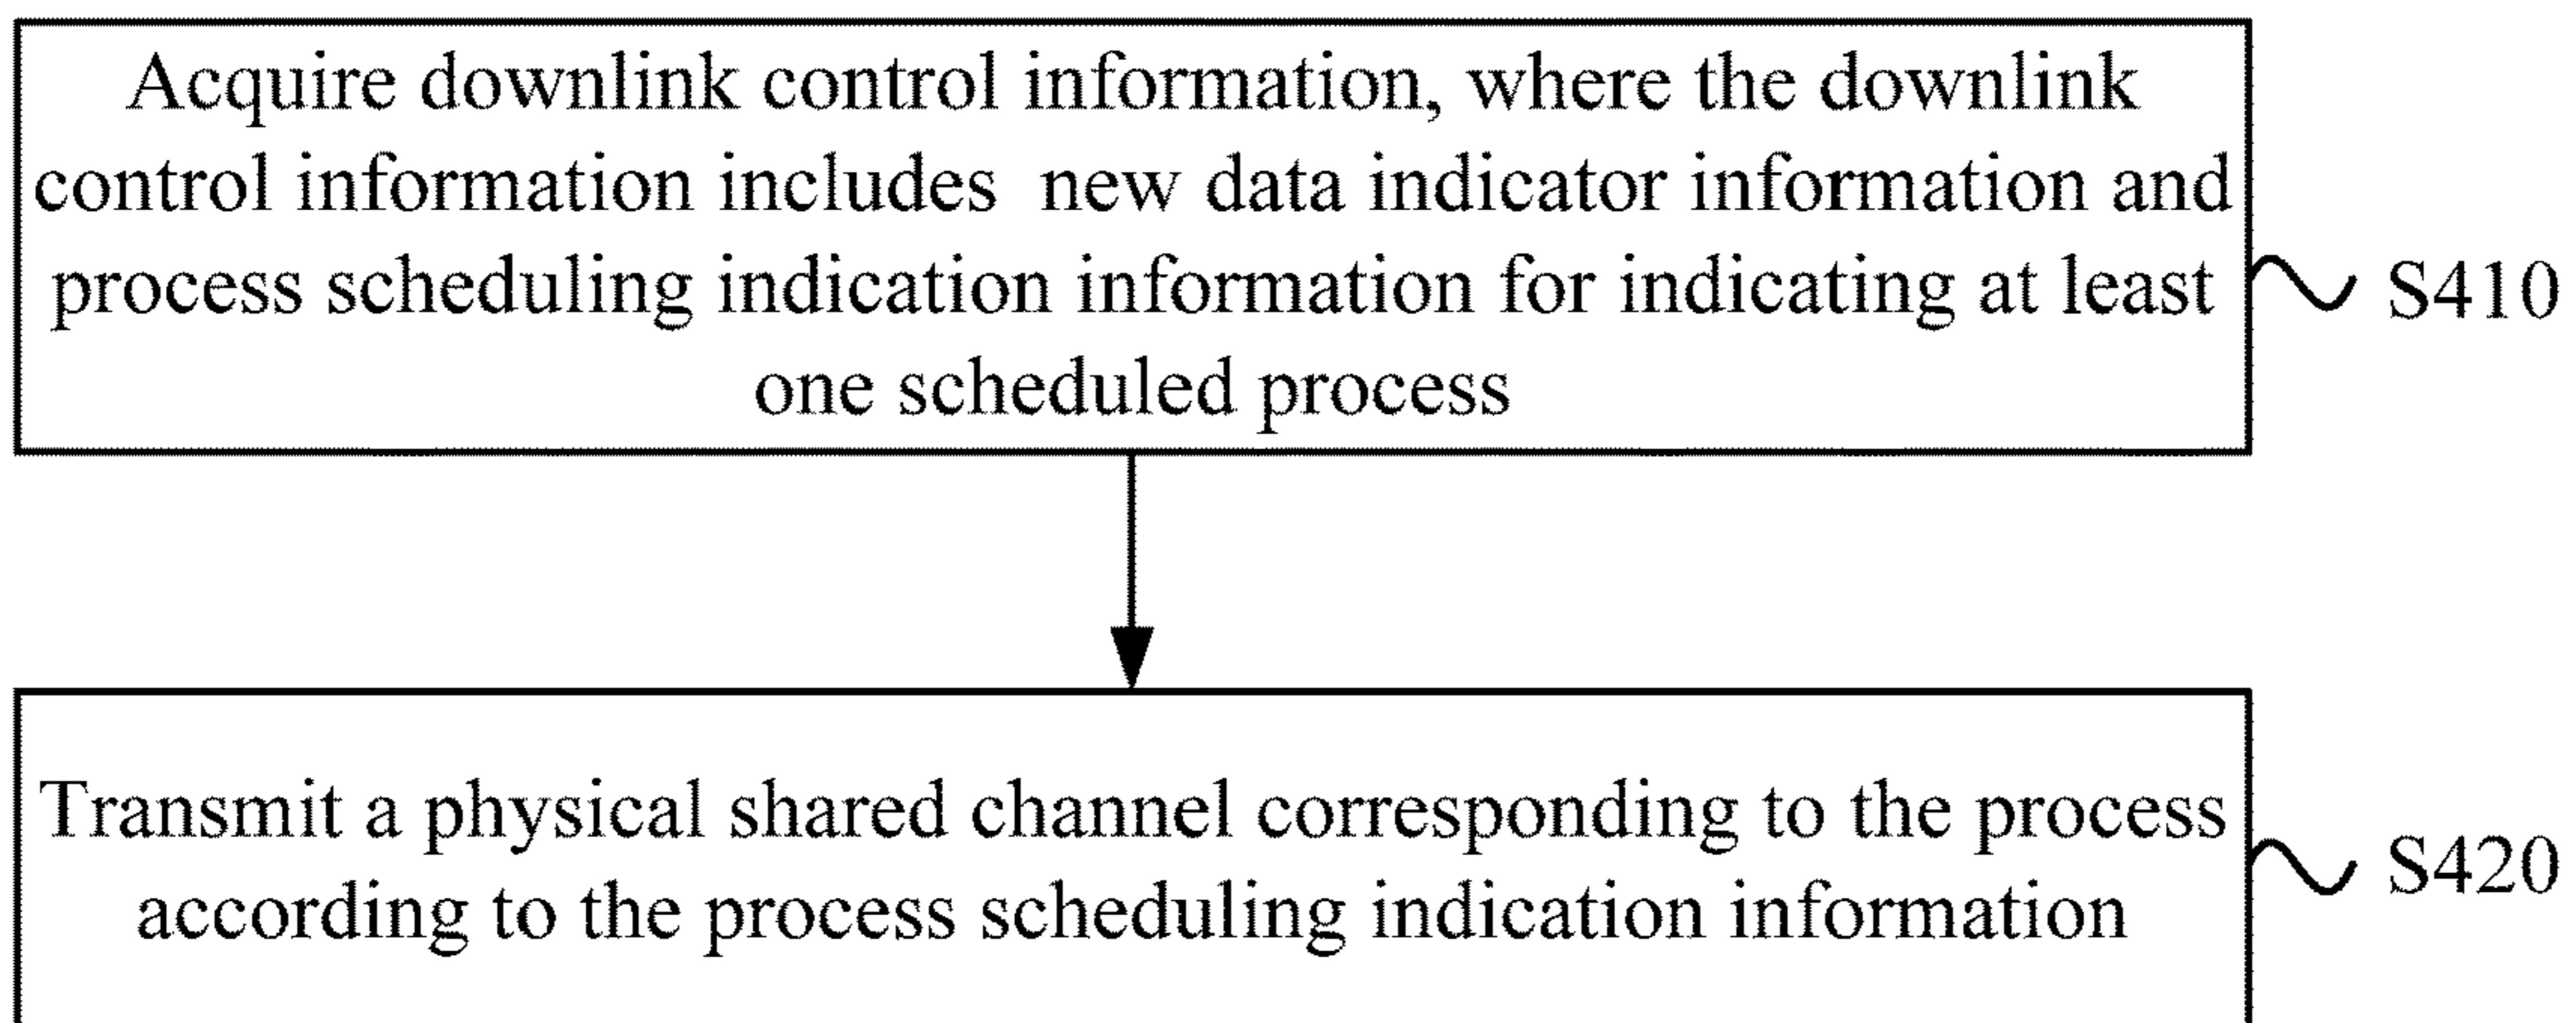 Acquire downlink control information, where the downlink
control information includes new data indicator information and
process scheduling indication information for indicating at least
one scheduled process
S410
Transmit a physical shared channel corresponding to the process
according to the process scheduling indication information
S420